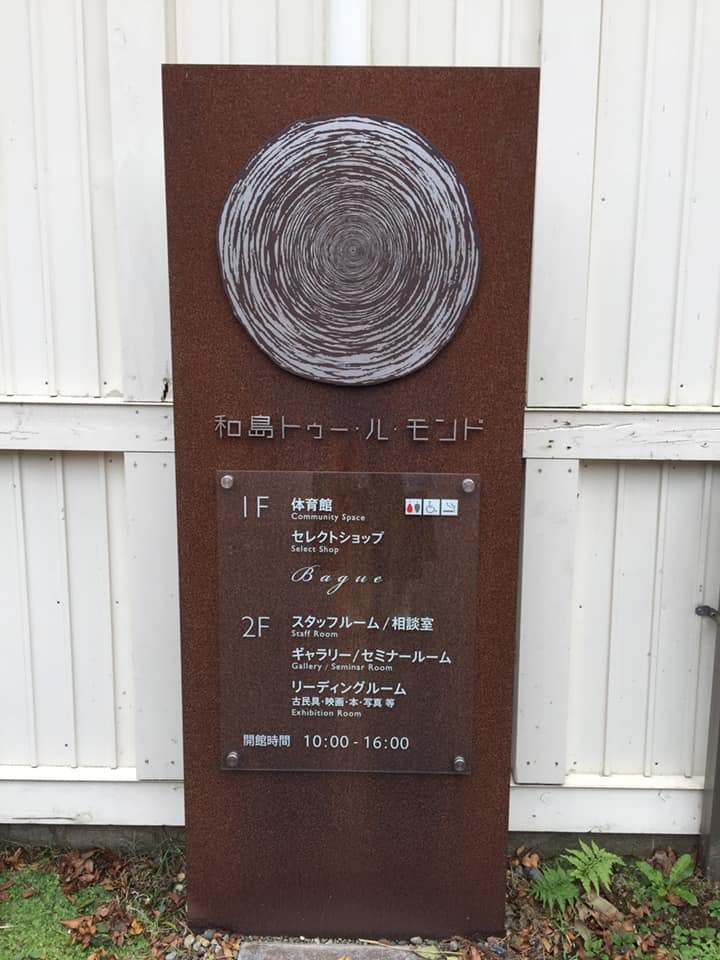 和島トゥー・ル・モンド
1F 体育館
Community Space
セレクトショップ
Select Shop
Bague
2F スタッフルーム/相談室
Staff Room
ギャラリー/セミナールーム
Gallery / Seminar Room
リーディングルーム
古民具・映画・本・写真 等
Exhibition Room
開館時間 10:00 - 16:00